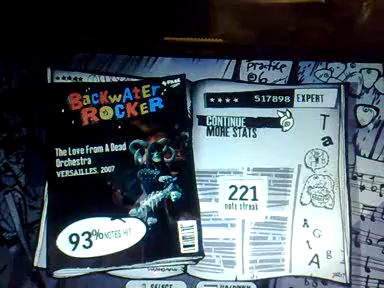 BackwAtER
ROCKER
The Love From A Dead
Orchestra
VERSAILLES, 2007
93% NOTES HIT
517898 EXPERT
CONTINUE
MORE STATS
221
note streak
SELECT